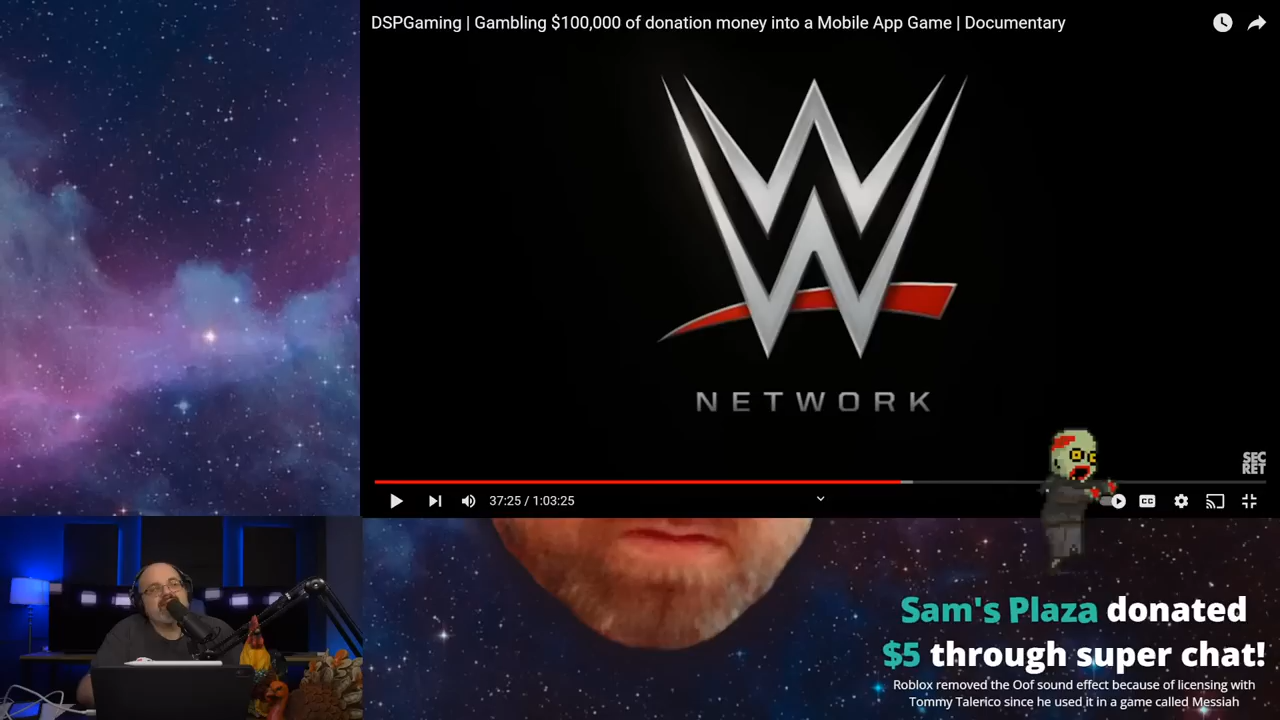 DSPGaming | Gambling $100,000 of donation money into a Mobile App Game | Documentary
W
W
NETWORK
SEC
RET
37:25 / 1:03:25
CC
Sam's Plaza donated
$5 through super chat!
Roblox removed the Oof sound effect because of licensing with
Tommy Talerico since he used it in a game called Messiah